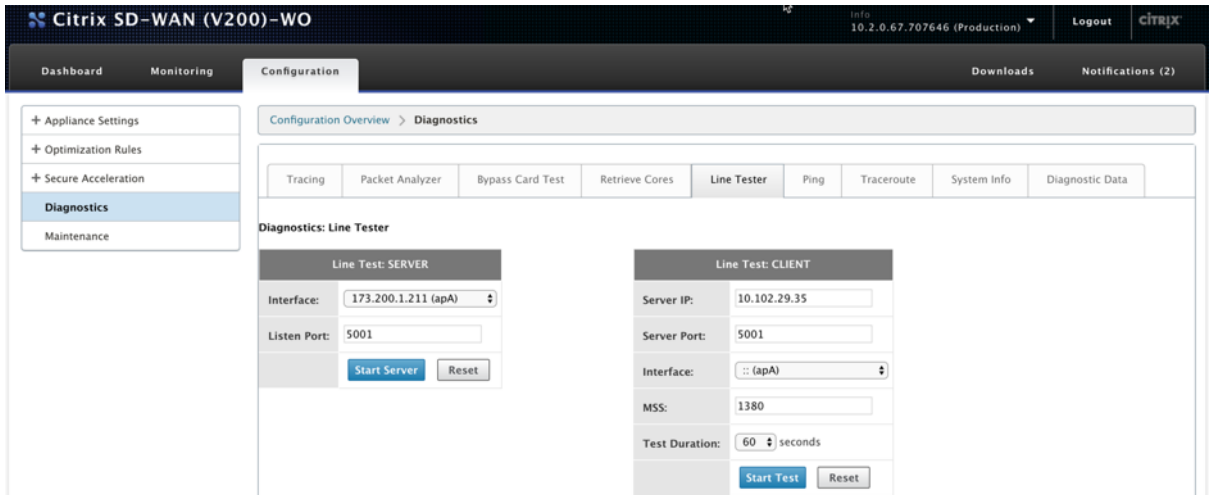 Citrix SD-WAN (V200)-WO
Info
10.2.0.67.707646 (Production)
Logout
CITRIX
Dashboard Monitoring Configuration Downloads Notifications (2)
+ Appliance Settings
+ Optimization Rules
+ Secure Acceleration
Diagnostics
Maintenance
Configuration Overview > Diagnostics
Tracing Packet Analyzer Bypass Card Test Retrieve Cores Line Tester Ping Traceroute System Info Diagnostic Data
Diagnostics: Line Tester
Line Test: SERVER
Interface: 173.200.1.211 (apA)
Listen Port: 5001
Start Server Reset
Line Test: CLIENT
Server IP: 10.102.29.35
Server Port: 5001
Interface: :: (apA)
MSS: 1380
Test Duration: 60 seconds
Start Test Reset